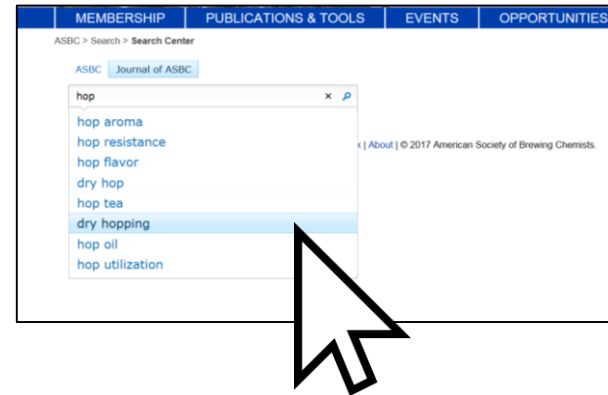 MEMBERSHIP PUBLICATIONS & TOOLS EVENTS OPPORTUNITIES
ASBC > Search > Search Center
ASBC Journal of ASBC
hop
hop aroma
hop resistance
| About | © 2017 American Society of Brewing Chemists.
hop flavor
dry hop
hop tea
dry hopping
hop oil
hop utilization